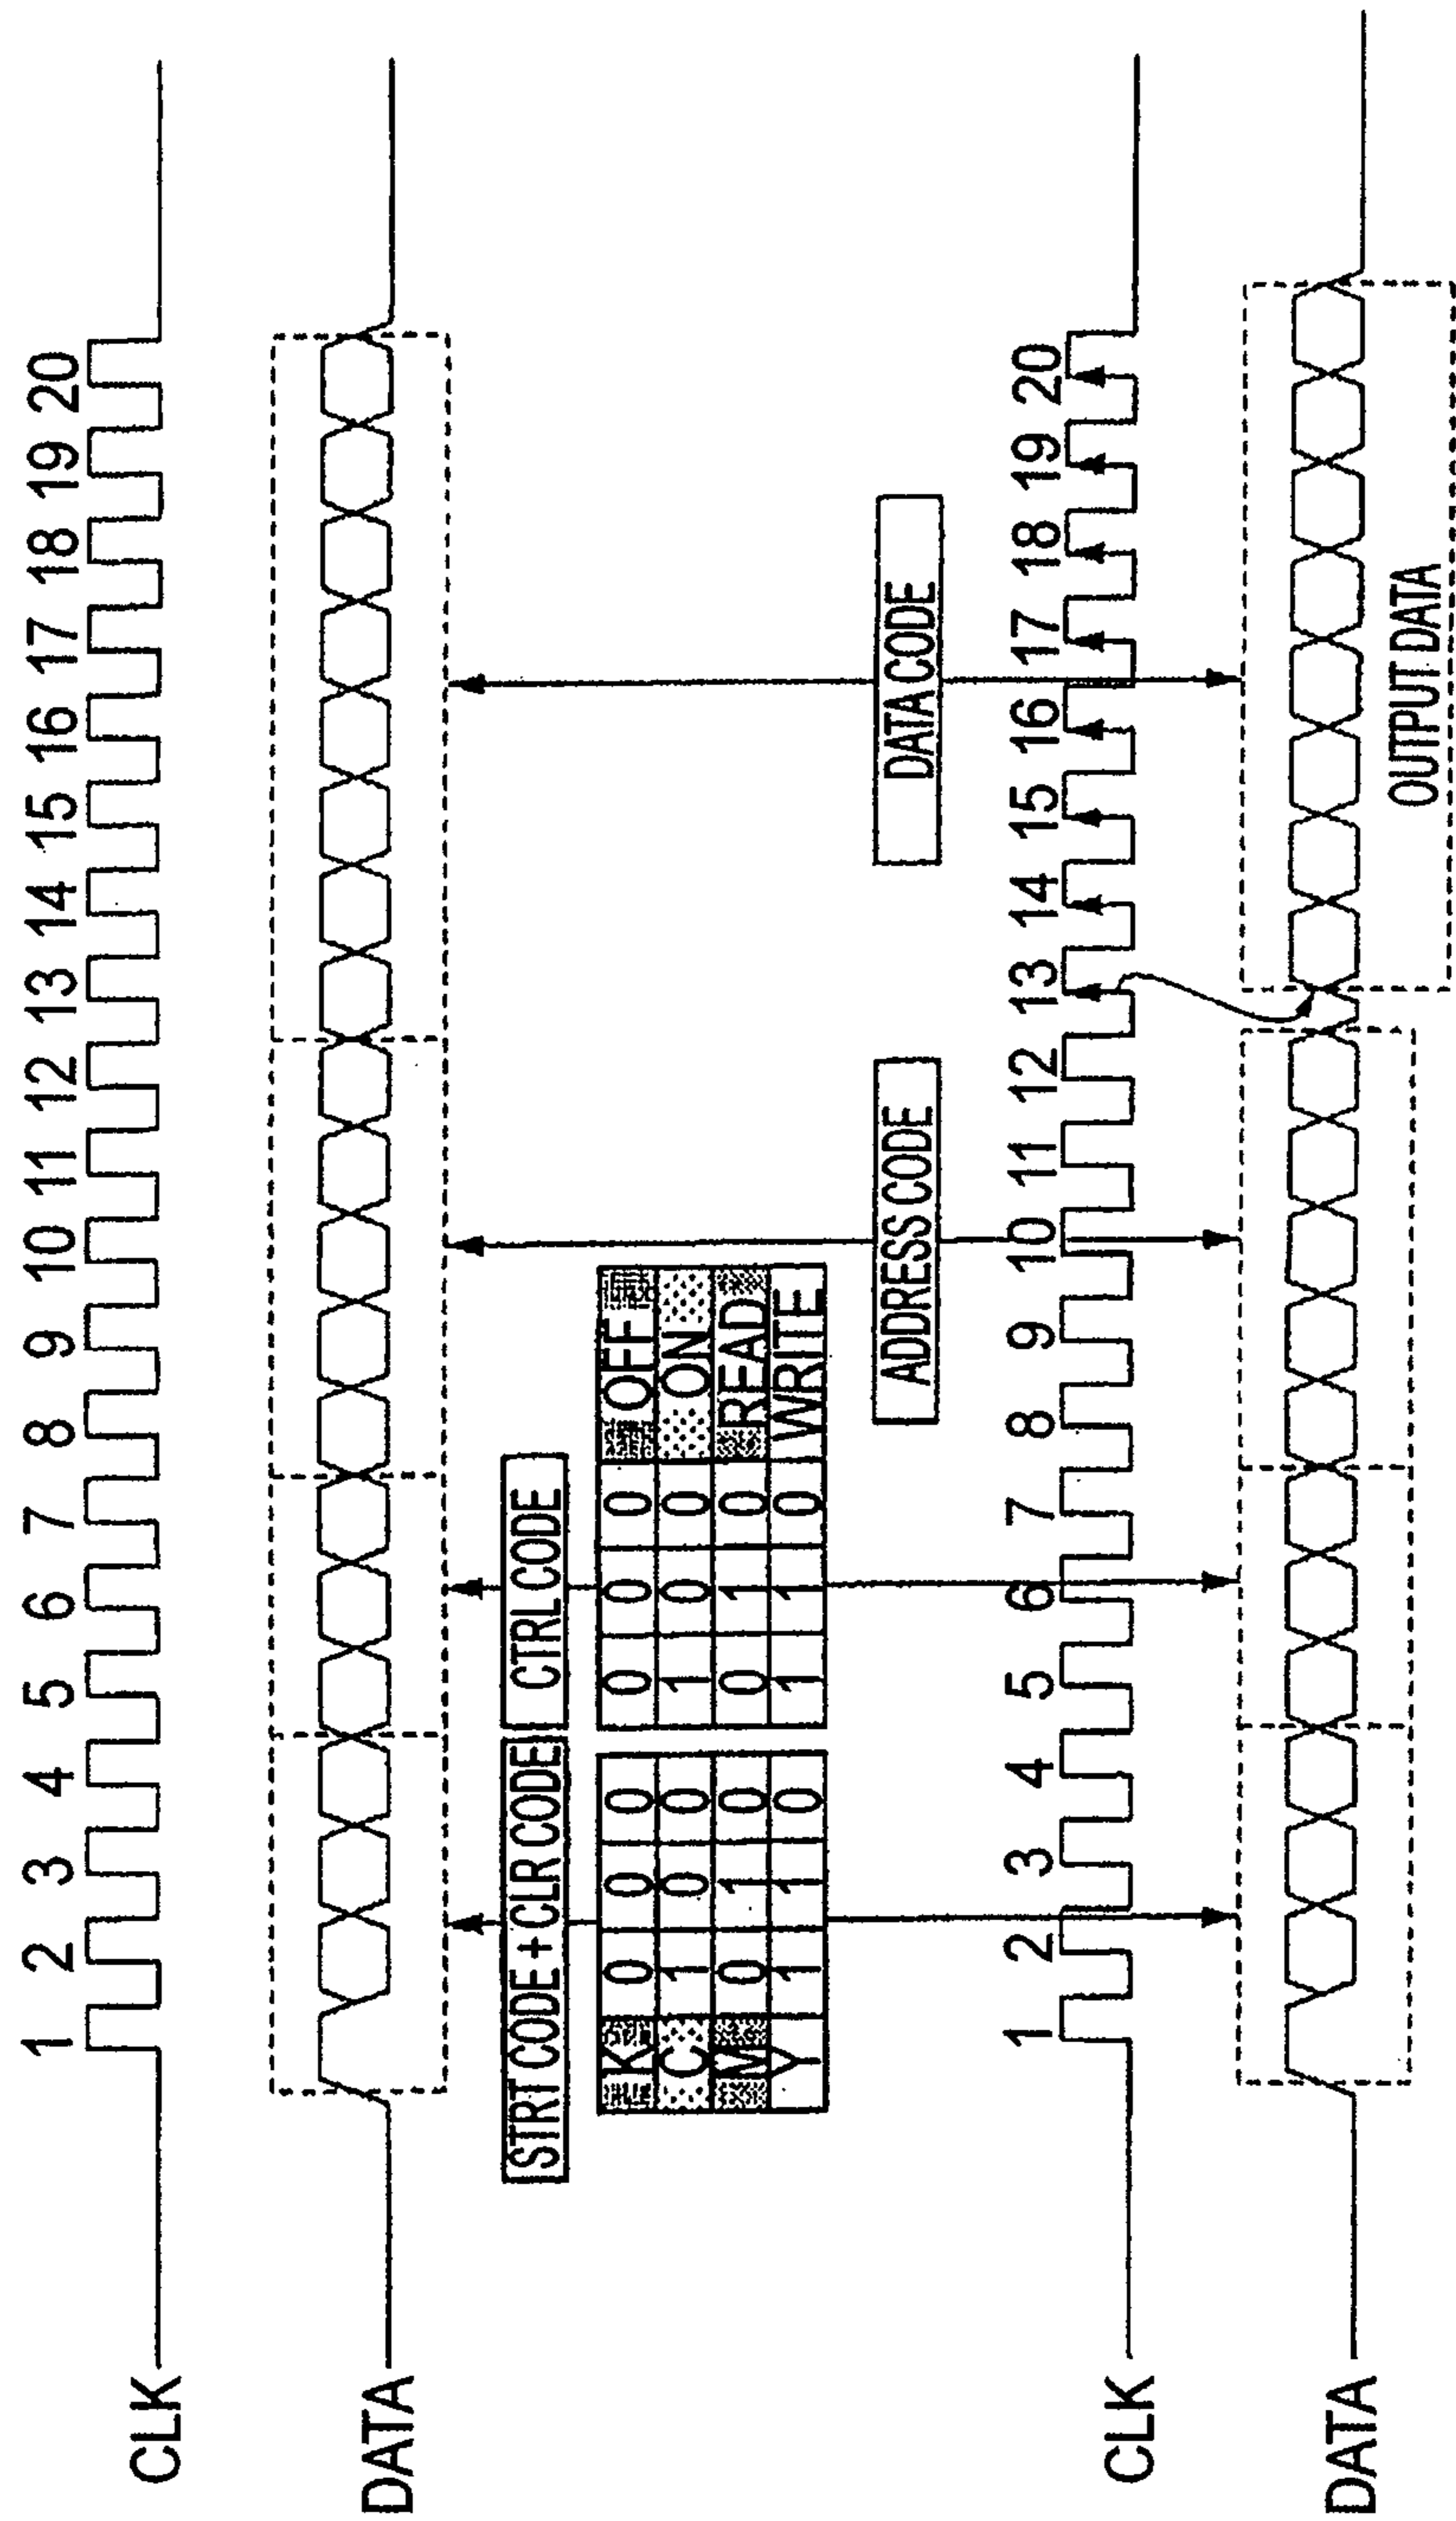 1 2 3 4 5 6 7 8 9 10 11 12 13 14 15 16 17 18 19 20
CLK
DATA
STRT CODE + CLR CODE CTRL CODE
K 0 0 0 0 0 0 OFF
C 1 0 0 1 0 0 ON
M 0 1 0 0 1 0 READ
Y 1 1 0 1 1 0 WRITE
ADDRESS CODE DATA CODE
1 2 3 4 5 6 7 8 9 10 11 12 13 14 15 16 17 18 19 20
CLK
DATA
OUTPUT DATA